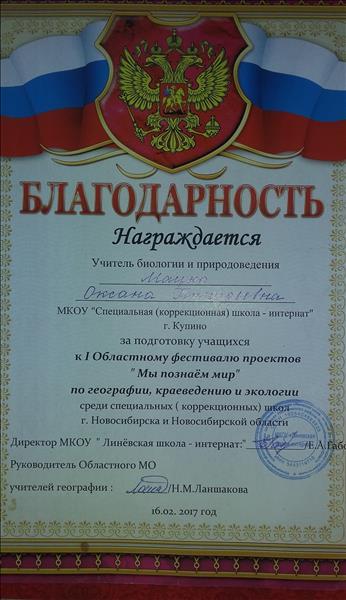 БЛАГОДАРНОСТЬ
Награждается
Учитель биологии и природоведения
Оксана
МКОУ "Специальная (коррекционная) школа - интернат"
г. Купино
за подготовку учащихся
к I Областному фестивалю проектов
" Мы познаём мир"
по географии, краеведению и экологии
среди специальных ( коррекционных) школ
г. Новосибирска и Новосибирской области
Директор МКОУ " Линёвская школа - интернат:" /Е.А.Габо
Руководитель Областного МО
учителей географии : /Н.М.Ланшакова
16.02. 2017 год